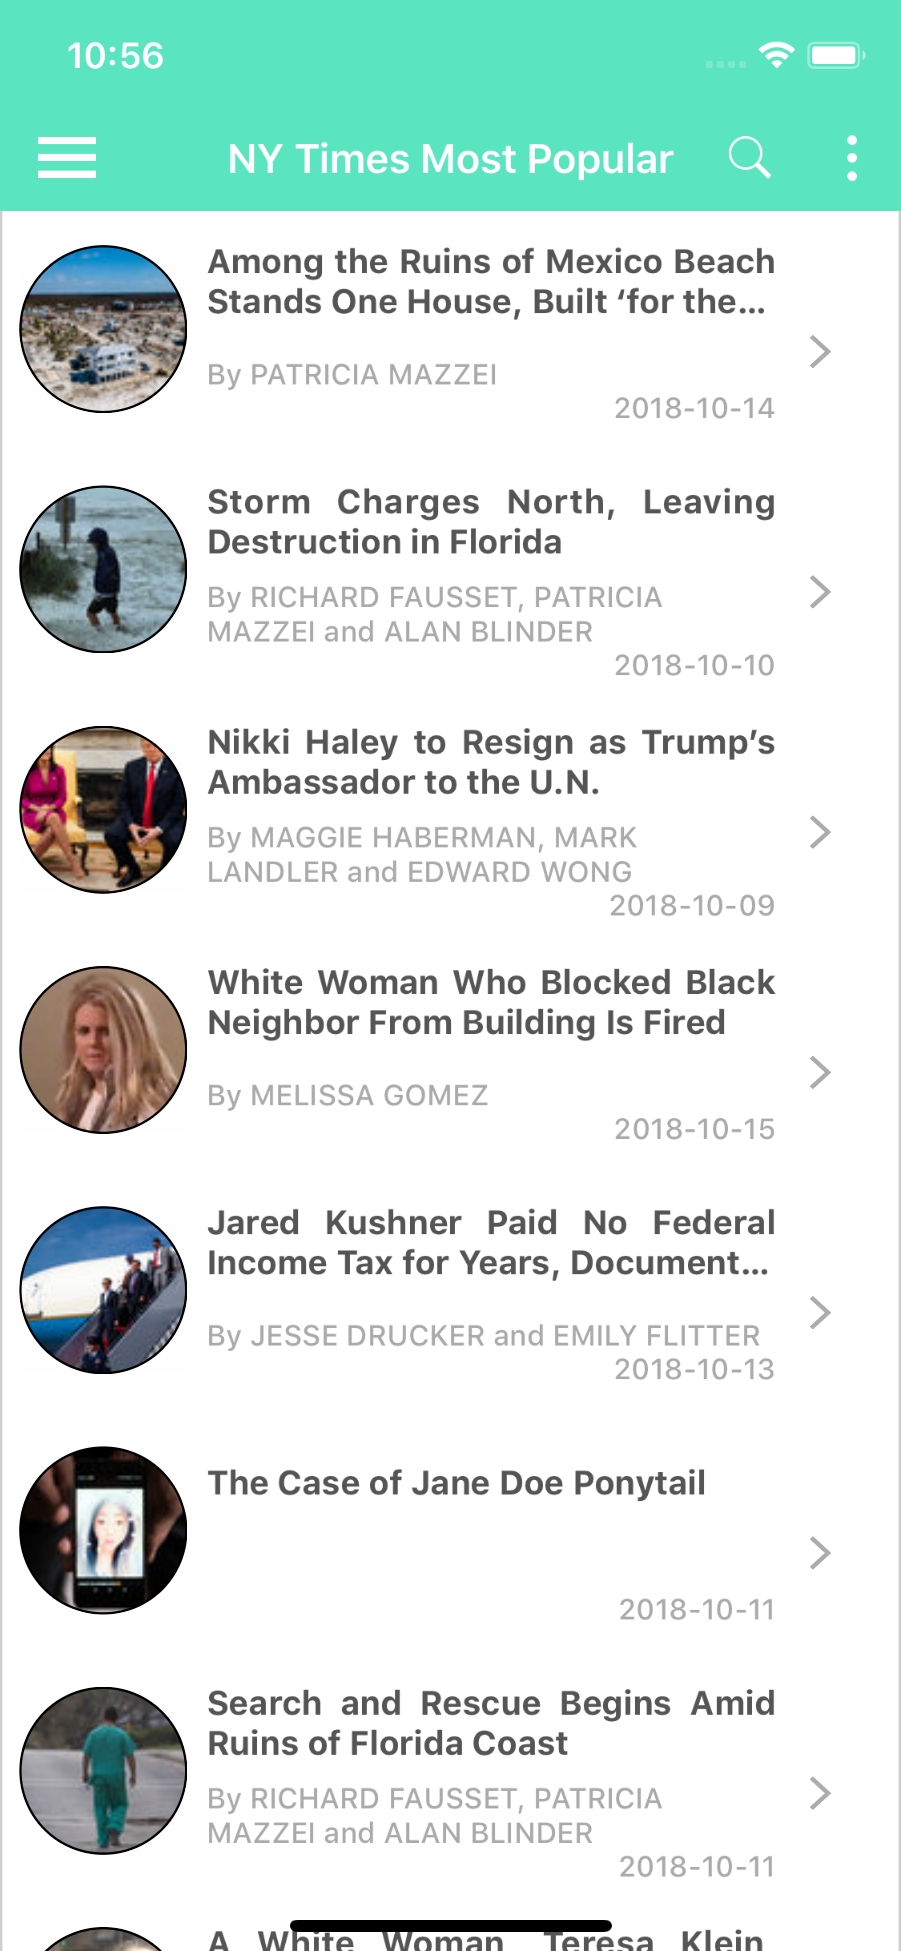 10:56
NY Times Most Popular
Among the Ruins of Mexico Beach
Stands One House, Built ‘for the...
By PATRICIA MAZZEI
2018-10-14
Storm Charges North, Leaving
Destruction in Florida
By RICHARD FAUSSET, PATRICIA
MAZZEI and ALAN BLINDER
2018-10-10
Nikki Haley to Resign as Trump’s
Ambassador to the U.N.
By MAGGIE HABERMAN, MARK
LANDLER and EDWARD WONG
2018-10-09
White Woman Who Blocked Black
Neighbor From Building Is Fired
By MELISSA GOMEZ
2018-10-15
Jared Kushner Paid No Federal
Income Tax for Years, Document...
By JESSE DRUCKER and EMILY FLITTER
2018-10-13
The Case of Jane Doe Ponytail
2018-10-11
Search and Rescue Begins Amid
Ruins of Florida Coast
By RICHARD FAUSSET, PATRICIA
MAZZEI and ALAN BLINDER
2018-10-11
A White Woman, Teresa Klein,